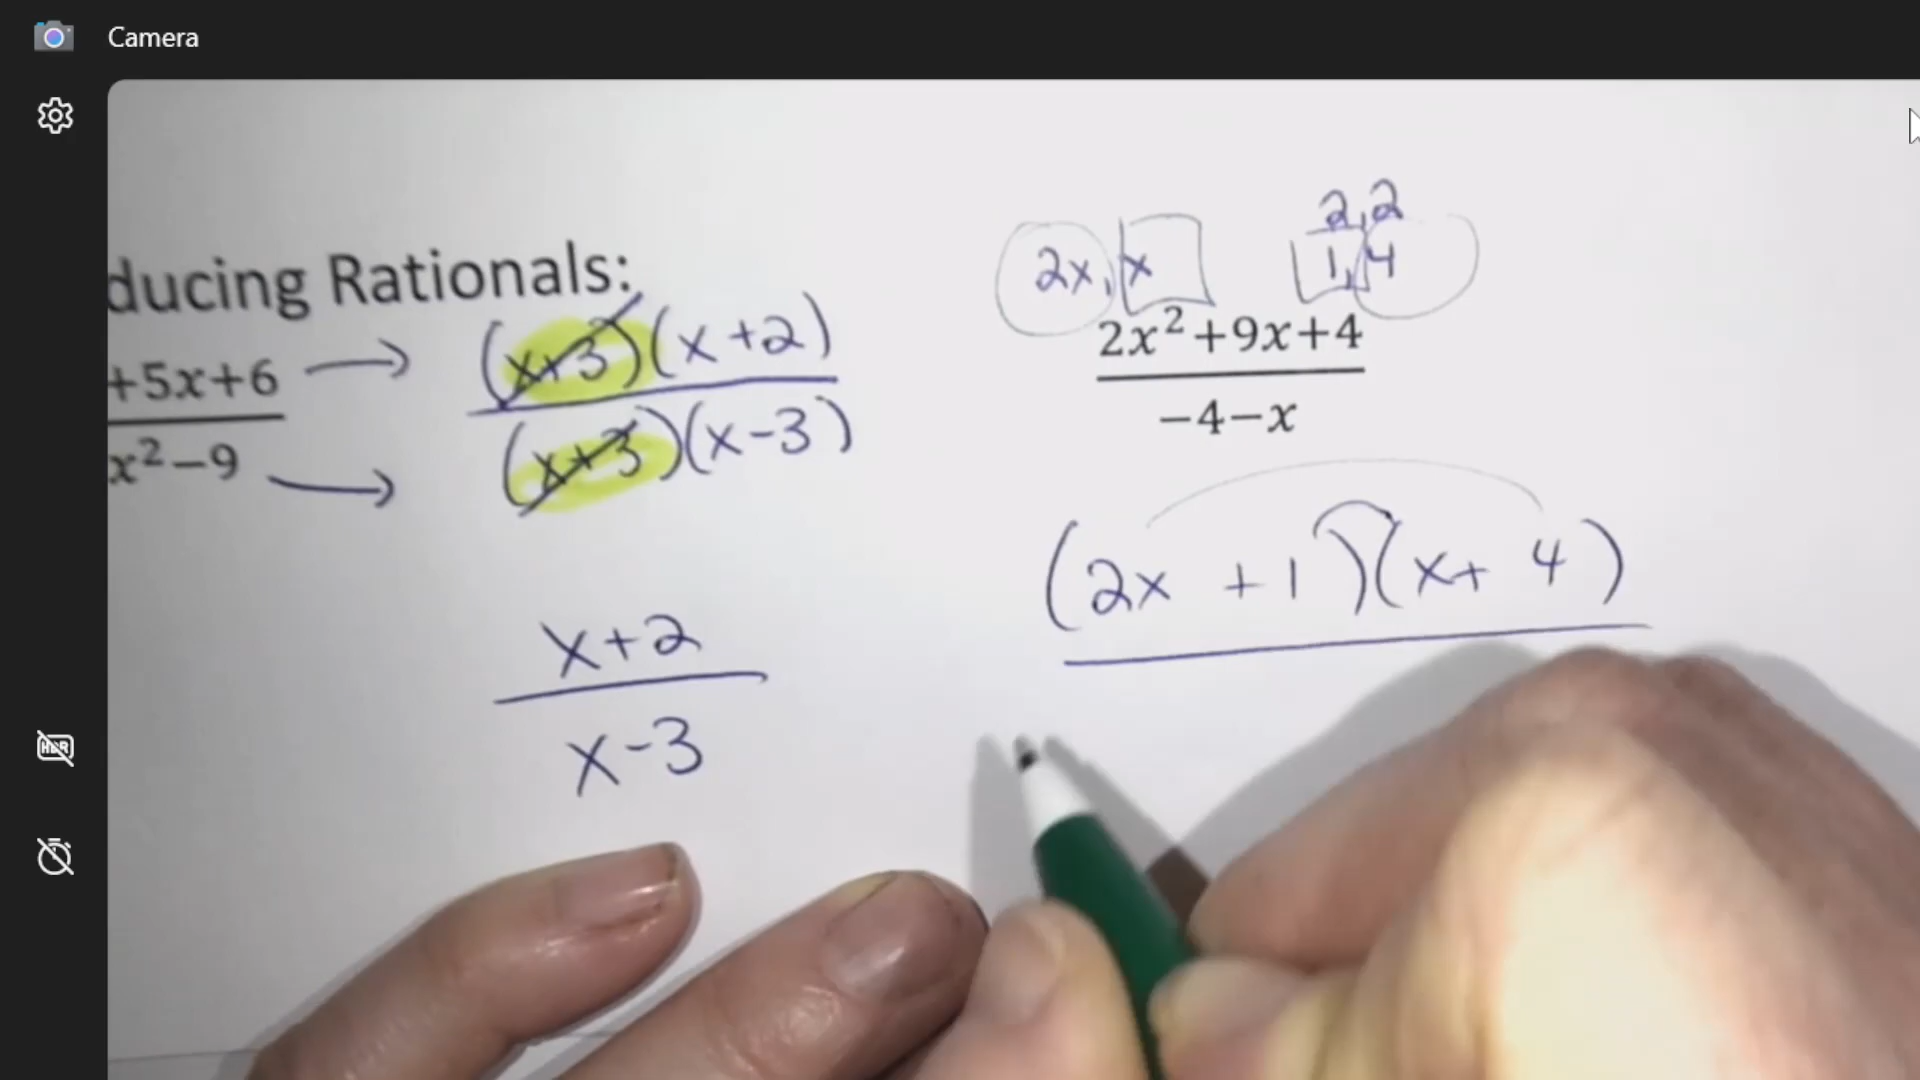 Camera
HDR
ducing Rationals:
+5x+6 → (x+3)(x+2)
x²−9 → (x+3)(x−3)
x+2
x−3
2,2
2x, x 1,4
2x²+9x+4
−4−x
(2x +1)(x+ 4)